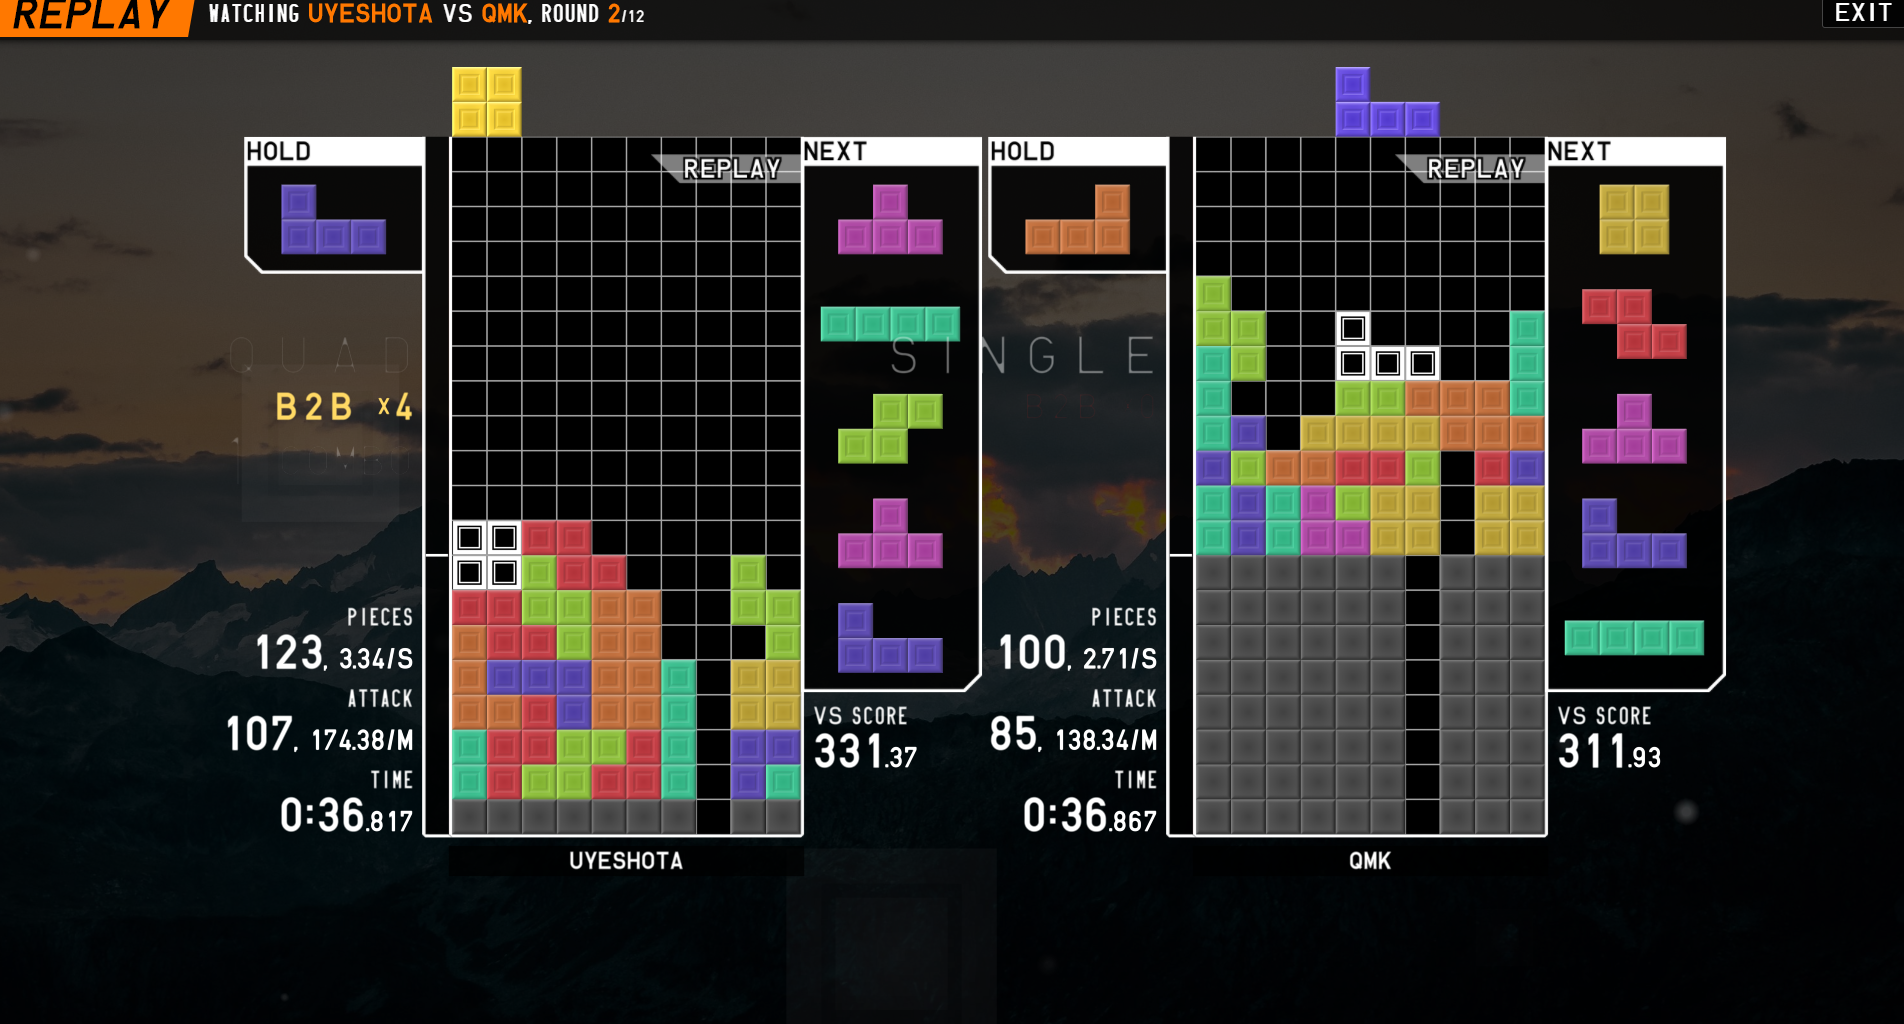 REPLAY
WATCHING UYESHOTA VS QMK, ROUND 2/12
EXIT
HOLD
REPLAY
NEXT
QUAD
B2B x4
PIECES
123, 3.34/S
ATTACK
107, 174.38/M
TIME
0:36.817
VS SCORE
331.37
UYESHOTA
HOLD
REPLAY
NEXT
SINGLE
PIECES
100, 2.71/S
ATTACK
85, 138.34/M
TIME
0:36.867
VS SCORE
311.93
QMK